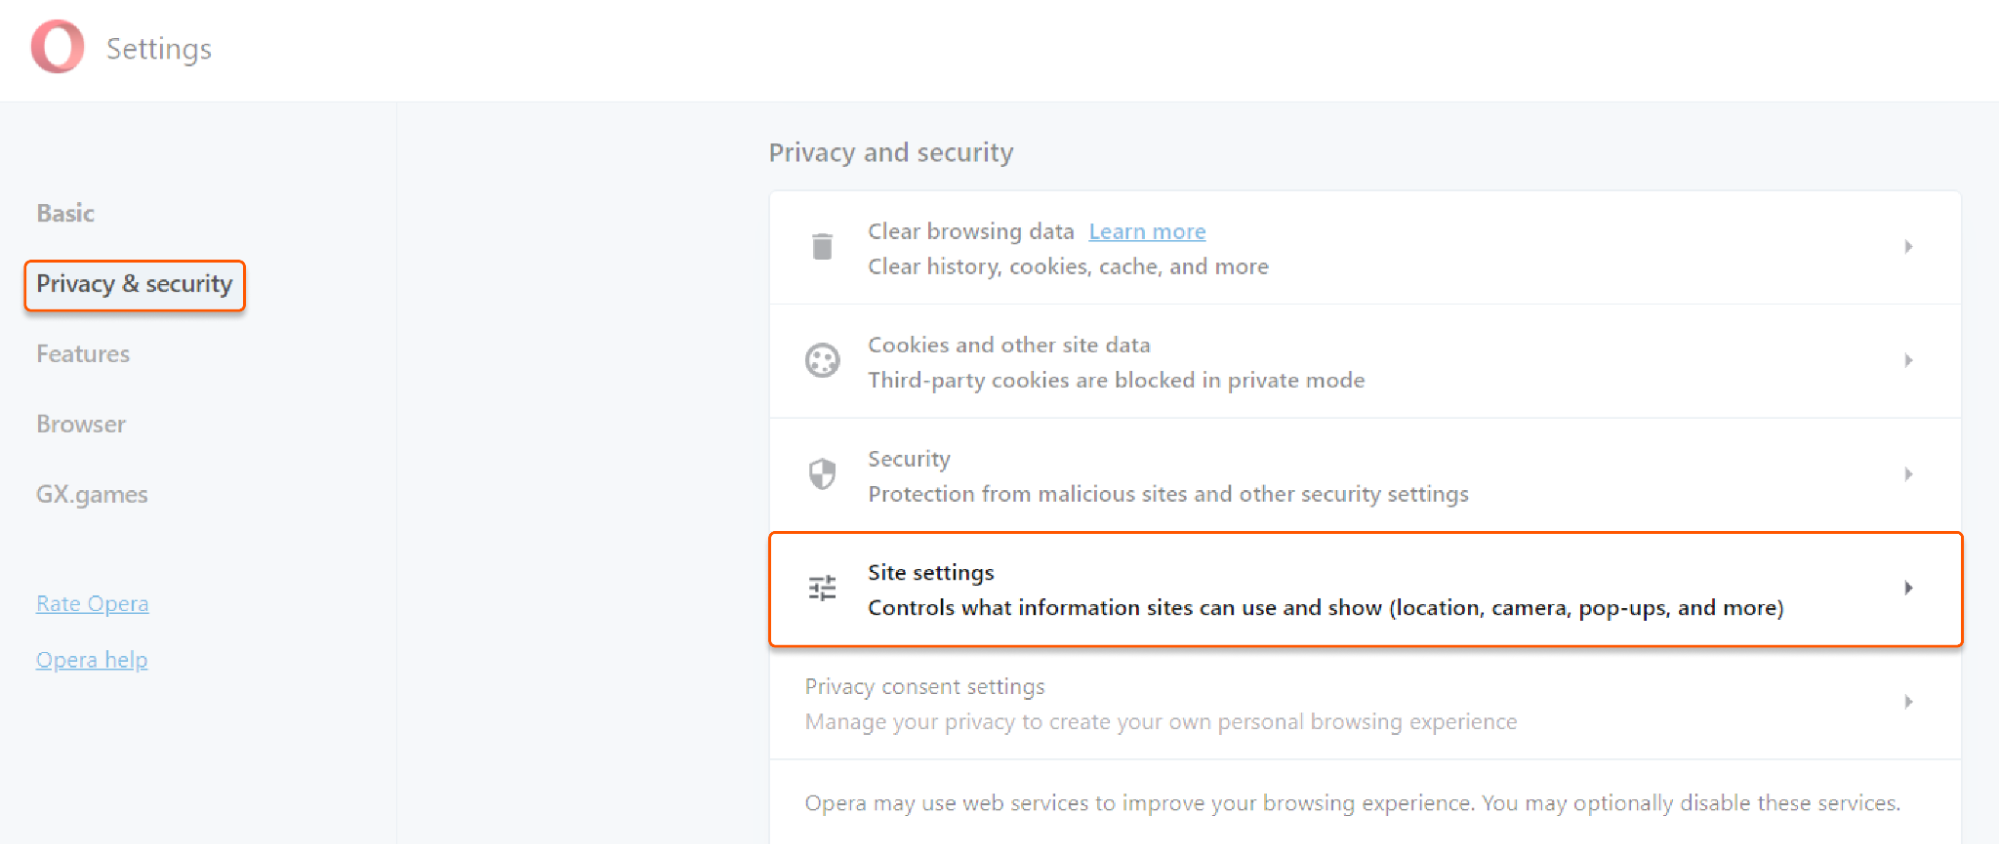 Settings
Basic
Privacy & security
Features
Browser
GX.games
Rate Opera
Opera help
Privacy and security
Clear browsing data Learn more
Clear history, cookies, cache, and more
Cookies and other site data
Third-party cookies are blocked in private mode
Security
Protection from malicious sites and other security settings
Site settings
Controls what information sites can use and show (location, camera, pop-ups, and more)
Privacy consent settings
Manage your privacy to create your own personal browsing experience
Opera may use web services to improve your browsing experience. You may optionally disable these services.